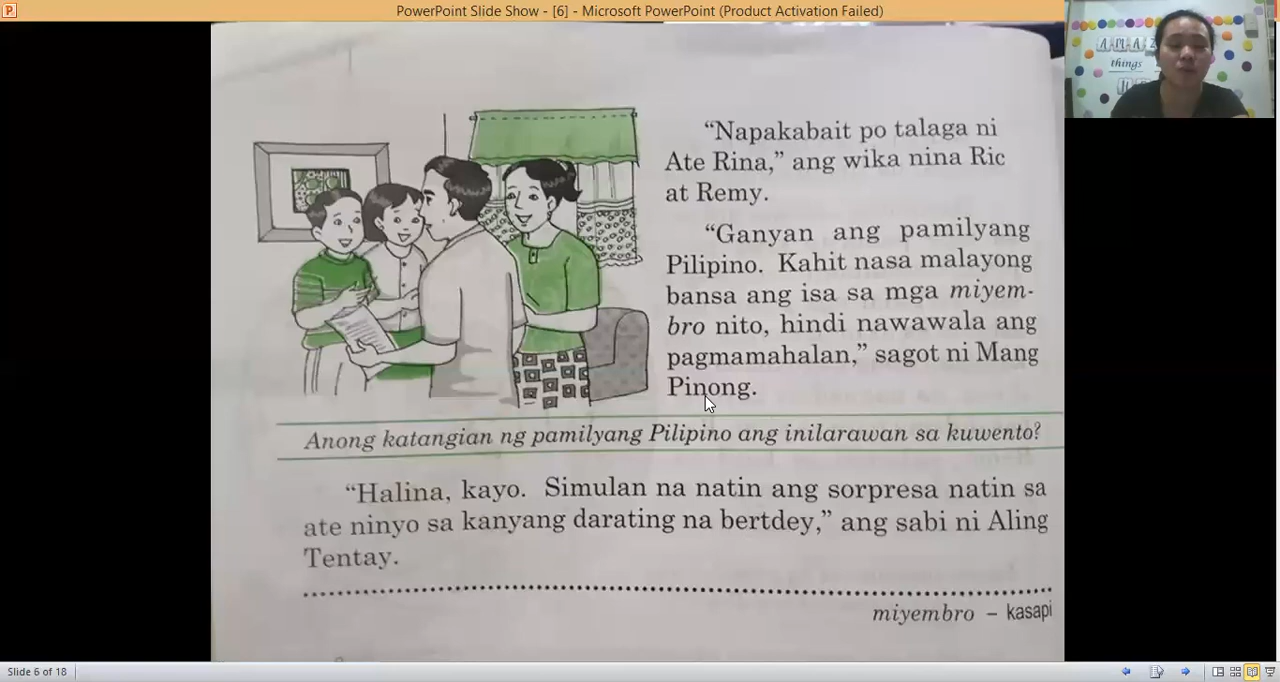 PowerPoint Slide Show - [6] - Microsoft PowerPoint (Product Activation Failed)
things
“Napakabait po talaga ni
Ate Rina,” ang wika nina Ric
at Remy.
“Ganyan ang pamilyang
Pilipino. Kahit nasa malayong
bansa ang isa sa mga miyem-
bro nito, hindi nawawala ang
pagmamahalan,” sagot ni Mang
Pinong.
Anong katangian ng pamilyang Pilipino ang inilarawan sa kuwento?
“Halina, kayo. Simulan na natin ang sorpresa natin sa
ate ninyo sa kanyang darating na bertdey,” ang sabi ni Aling
Tentay.
miyembro – kasapi
Slide 6 of 18